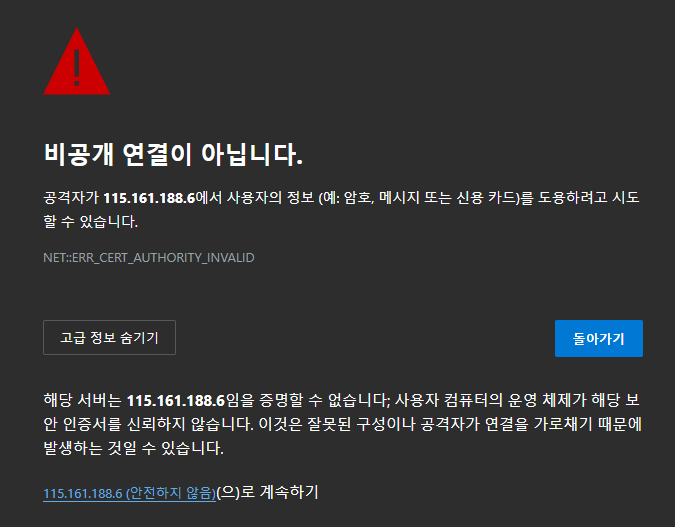 비공개 연결이 아닙니다.
공격자가 115.161.188.6에서 사용자의 정보 (예: 암호, 메시지 또는 신용 카드)를 도용하려고 시도
할 수 있습니다.
NET::ERR_CERT_AUTHORITY_INVALID
고급 정보 숨기기
돌아가기
해당 서버는 115.161.188.6임을 증명할 수 없습니다; 사용자 컴퓨터의 운영 체제가 해당 보
안 인증서를 신뢰하지 않습니다. 이것은 잘못된 구성이나 공격자가 연결을 가로채기 때문에
발생하는 것일 수 있습니다.
115.161.188.6 (안전하지 않음)(으)로 계속하기